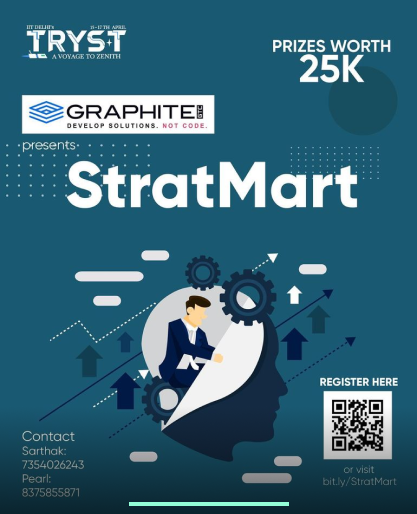 IIT DELHI's
15-17TH APRIL
TRYST
A VOYAGE TO ZENITH
PRIZES WORTH
25K
GRAPHITE
DEVELOP SOLUTIONS. NOT CODE.
presents
StratMart
REGISTER HERE
Contact
Sarthak:
7354026243
Pearl:
8375855871
or visit
bit.ly/StratMart